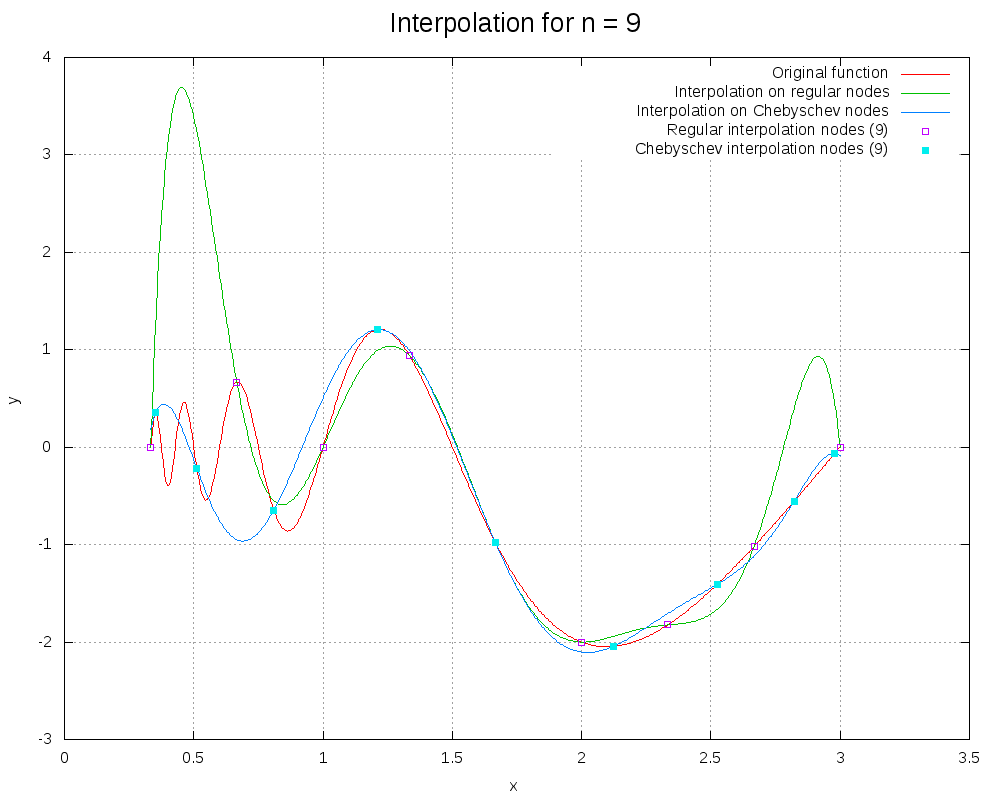 Interpolation for n = 9
Original function
Interpolation on regular nodes
Interpolation on Chebyschev nodes
Regular interpolation nodes (9)
Chebyschev interpolation nodes (9)
4
3
2
1
0
-1
-2
-3
y
0 0.5 1 1.5 2 2.5 3 3.5
x